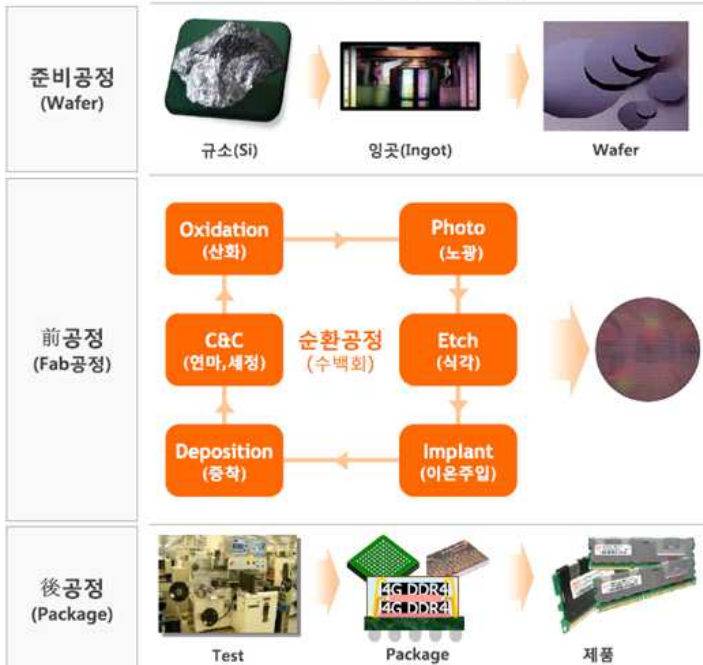 준비공정
(Wafer)
규소(Si)
잉곳(Ingot)
Wafer
前공정
(Fab공정)
Oxidation
(산화)
Photo
(노광)
C&C
(연마,세정)
순환공정
(수백회)
Etch
(식각)
Deposition
(증착)
Implant
(이온주입)
後공정
(Package)
4G DDR4
4G DDR4
Test
Package
제품